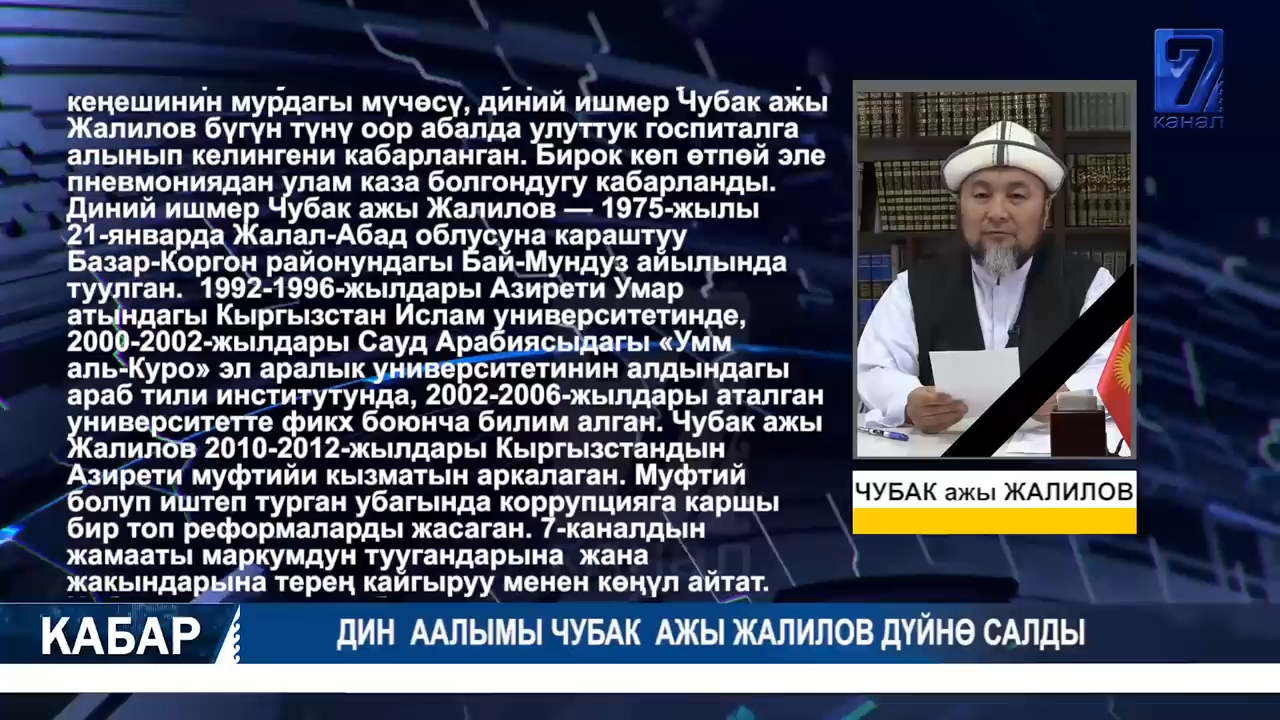 7
канал
кеңешинин мурдагы мүчөсү, диний ишмер Чубак ажы
Жалилов бүгүн түнү оор абалда улуттук госпиталга
алынып келингени кабарланган. Бирок көп өтпөй эле
пневмониядан улам каза болгондугу кабарланды.
Диний ишмер Чубак ажы Жалилов — 1975-жылы
21-январда Жалал-Абад облусуна караштуу
Базар-Коргон районундагы Бай-Мундуз айылында
туулган. 1992-1996-жылдары Азирети Умар
атындагы Кыргызстан Ислам университетинде,
2000-2002-жылдары Сауд Арабиясыдагы «Умм
аль-Куро» эл аралык университетинин алдындагы
араб тили институтунда, 2002-2006-жылдары аталган
университетте фикх боюнча билим алган. Чубак ажы
Жалилов 2010-2012-жылдары Кыргызстандын
Азирети муфтийи кызматын аркалаган. Муфтий
болуп иштеп турган убагында коррупцияга каршы
бир топ реформаларды жасаган. 7-каналдын
жамааты маркумдун туугандарына жана
жакындарына терең кайгыруу менен көңүл айтат.
ЧУБАК ажы ЖАЛИЛОВ
КАБАР
ДИН ААЛЫМЫ ЧУБАК АЖЫ ЖАЛИЛОВ ДҮЙНӨ САЛДЫ